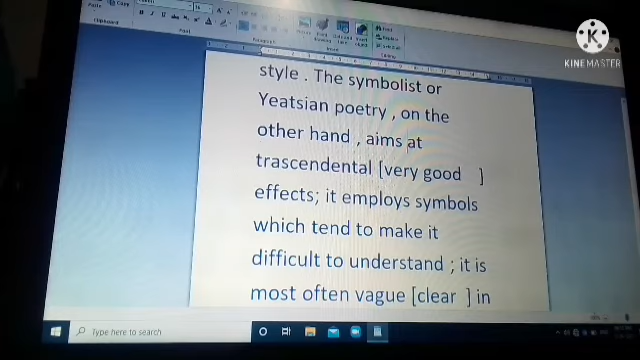 KINEMASTER
Clipboard
style . The symbolist or
Yeatsian poetry , on the
other hand , aims at
trascendental [very good ]
effects; it employs symbols
which tend to make it
difficult to understand ; it is
most often vague [clear ] in
Type here to search